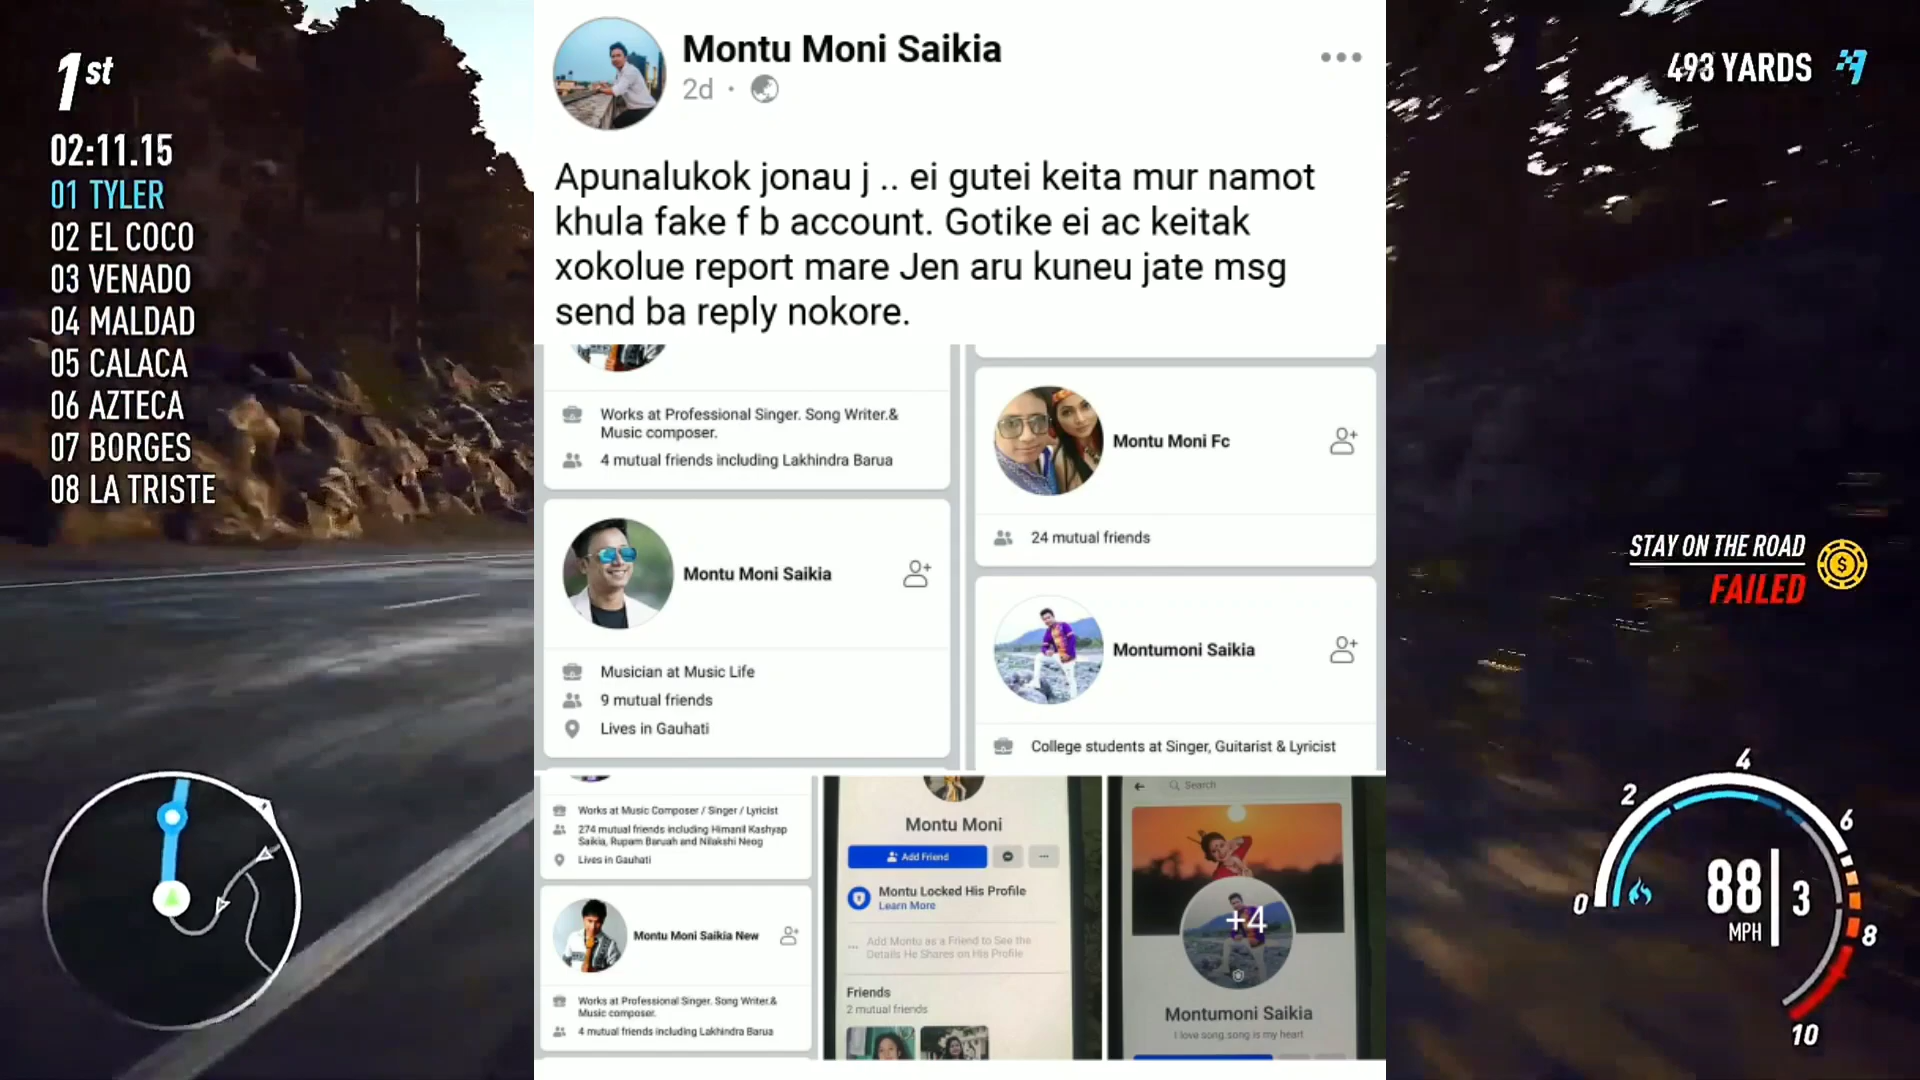 1st
02:11.15
01 TYLER
02 EL COCO
03 VENADO
04 MALDAD
05 CALACA
06 AZTECA
07 BORGES
08 LA TRISTE
Montu Moni Saikia
2d ·
Apunalukok jonau j .. ei gutei keita mur namot
khula fake f b account. Gotike ei ac keitak
xokolue report mare Jen aru kuneu jate msg
send ba reply nokore.
Works at Professional Singer. Song Writer.&
Music composer.
4 mutual friends including Lakhindra Barua
Montu Moni Saikia
Musician at Music Life
9 mutual friends
Lives in Gauhati
Montu Moni Fc
24 mutual friends
Montumoni Saikia
College students at Singer, Guitarist & Lyricist
Works at Music Composer / Singer / Lyricist
274 mutual friends including Himanil Kashyap
Saikia, Rupam Baruah and Nilakshi Neog
Lives in Gauhati
Montu Moni Saikia New
Works at Professional Singer. Song Writer.&
Music composer.
4 mutual friends including Lakhindra Barua
Montu Moni
Add Friend
Montu Locked His Profile
Learn More
Add Montu as a Friend to See the
Details He Shares on His Profile
Friends
2 mutual friends
Search
+4
Montumoni Saikia
I love song.song is my heart
493 YARDS
STAY ON THE ROAD
FAILED
0
2
4
6
8
10
88
MPH
3